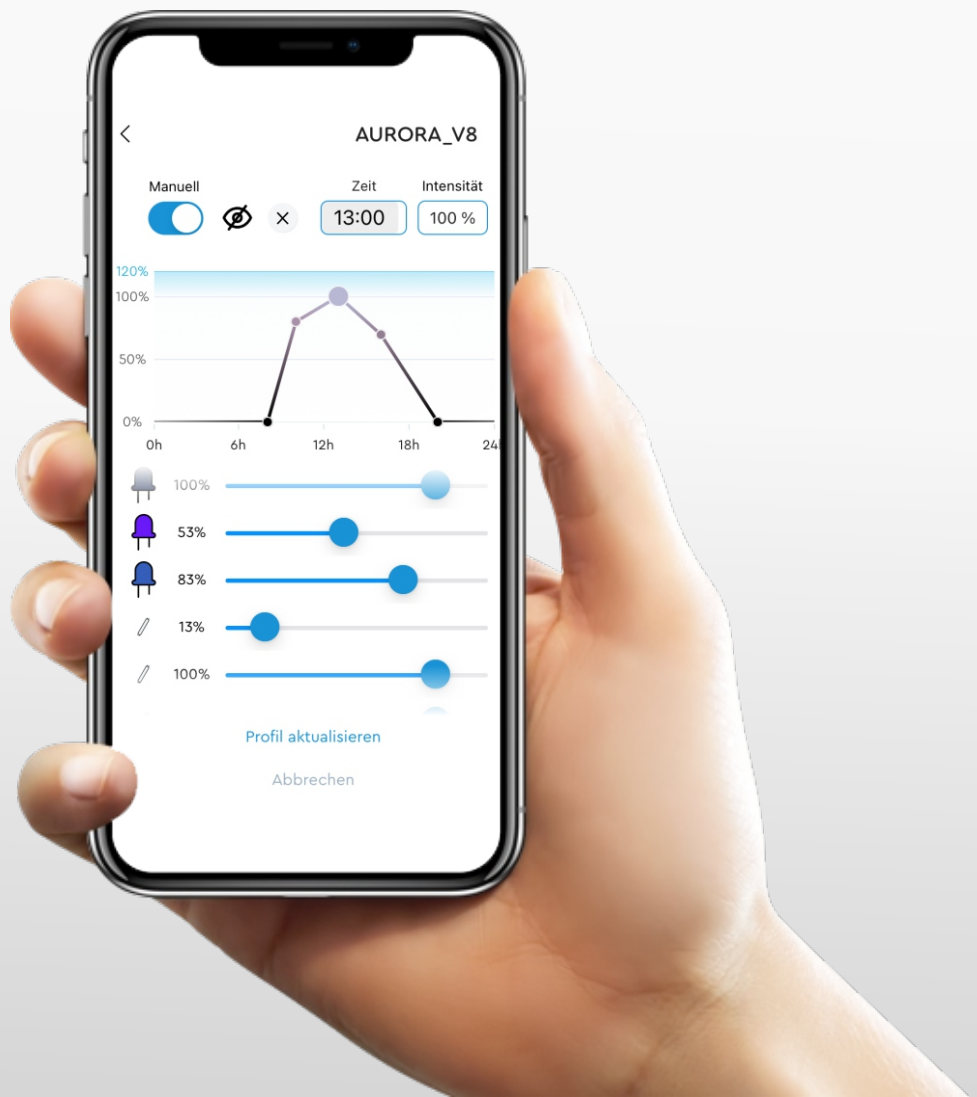 AURORA_V8
Manuell Zeit Intensität
13:00 100 %
120%
100%
50%
0%
0h 6h 12h 18h 24
100%
53%
83%
13%
100%
Profil aktualisieren
Abbrechen